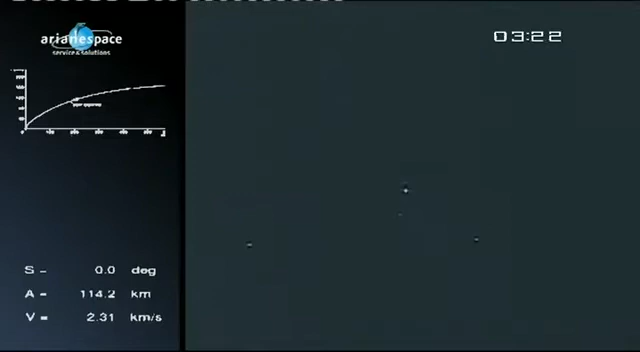 arianespace
service & solutions
03:22
S - 0.0 deg
A - 114.2 km
V - 2.31 km/s